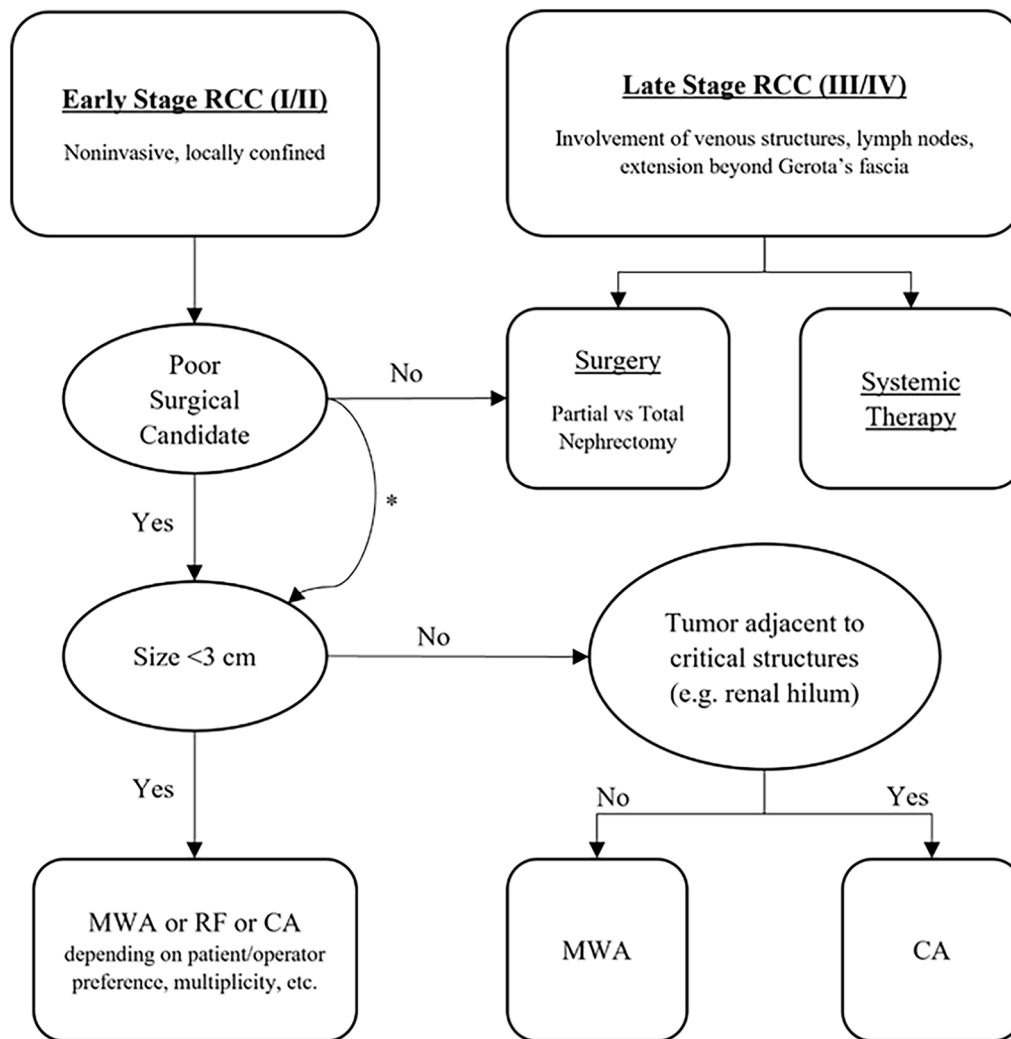 Early Stage RCC (I/II)
Noninvasive, locally confined
Late Stage RCC (III/IV)
Involvement of venous structures, lymph nodes,
extension beyond Gerota’s fascia
Poor
Surgical
Candidate
No
Surgery
Partial vs Total
Nephrectomy
Systemic
Therapy
*
Yes
Size <3 cm
No
Tumor adjacent to
critical structures
(e.g. renal hilum)
Yes
No
Yes
MWA or RF or CA
depending on patient/operator
preference, multiplicity, etc.
MWA
CA